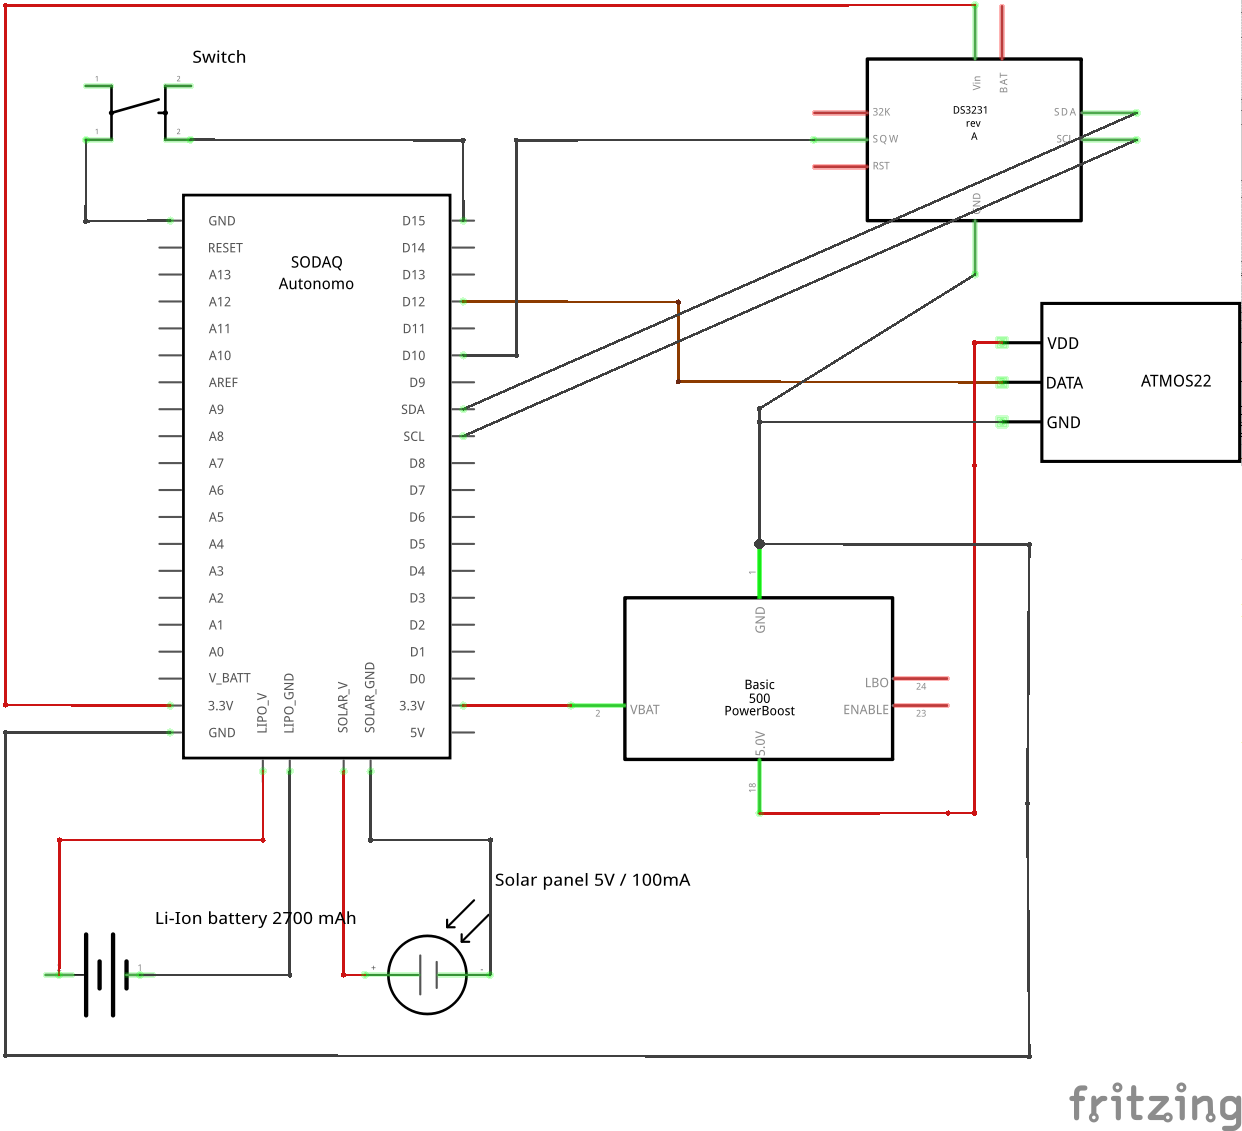 Switch
1
2
1
2
Vin
BAT
DS3231
rev
A
32K
SQW
RST
SDA
SCL
GND
SODAQ
Autonomo
GND
RESET
A13
A12
A11
A10
AREF
A9
A8
A7
A6
A5
A4
A3
A2
A1
A0
V_BATT
3.3V
GND
D15
D14
D13
D12
D11
D10
D9
SDA
SCL
D8
D7
D6
D5
D4
D3
D2
D1
D0
3.3V
5V
LIPO_V
LIPO_GND
SOLAR_V
SOLAR_GND
VDD
DATA
GND
ATMOS22
1
GND
Basic
500
PowerBoost
2
VBAT
LBO
24
ENABLE
23
5.0V
18
Solar panel 5V / 100mA
Li-Ion battery 2700 mAh
1
+
-
fritzing